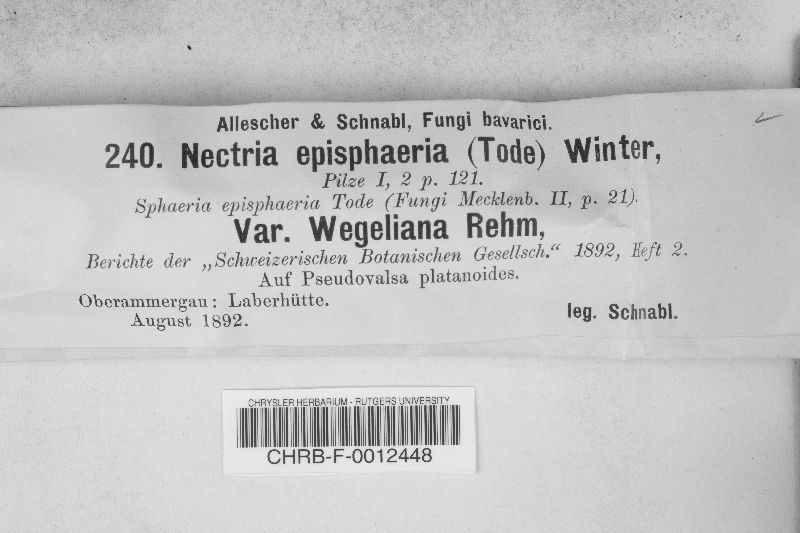 Allescher & Schnabl, Fungi bavarici.
240. Nectria episphaeria (Tode) Winter,
Pilze I, 2 p. 121.
Sphaeria episphaeria Tode (Fungi Mecklenb. II, p. 21).
Var. Wegeliana Rehm,
Berichte der „Schweizerischen Botanischen Gesellsch.“ 1892, Heft 2.
Auf Pseudovalsa platanoides.
Oberammergau: Laberhütte.
August 1892.
leg. Schnabl.
CHRYSLER HERBARIUM - RUTGERS UNIVERSITY
CHRB-F-0012448